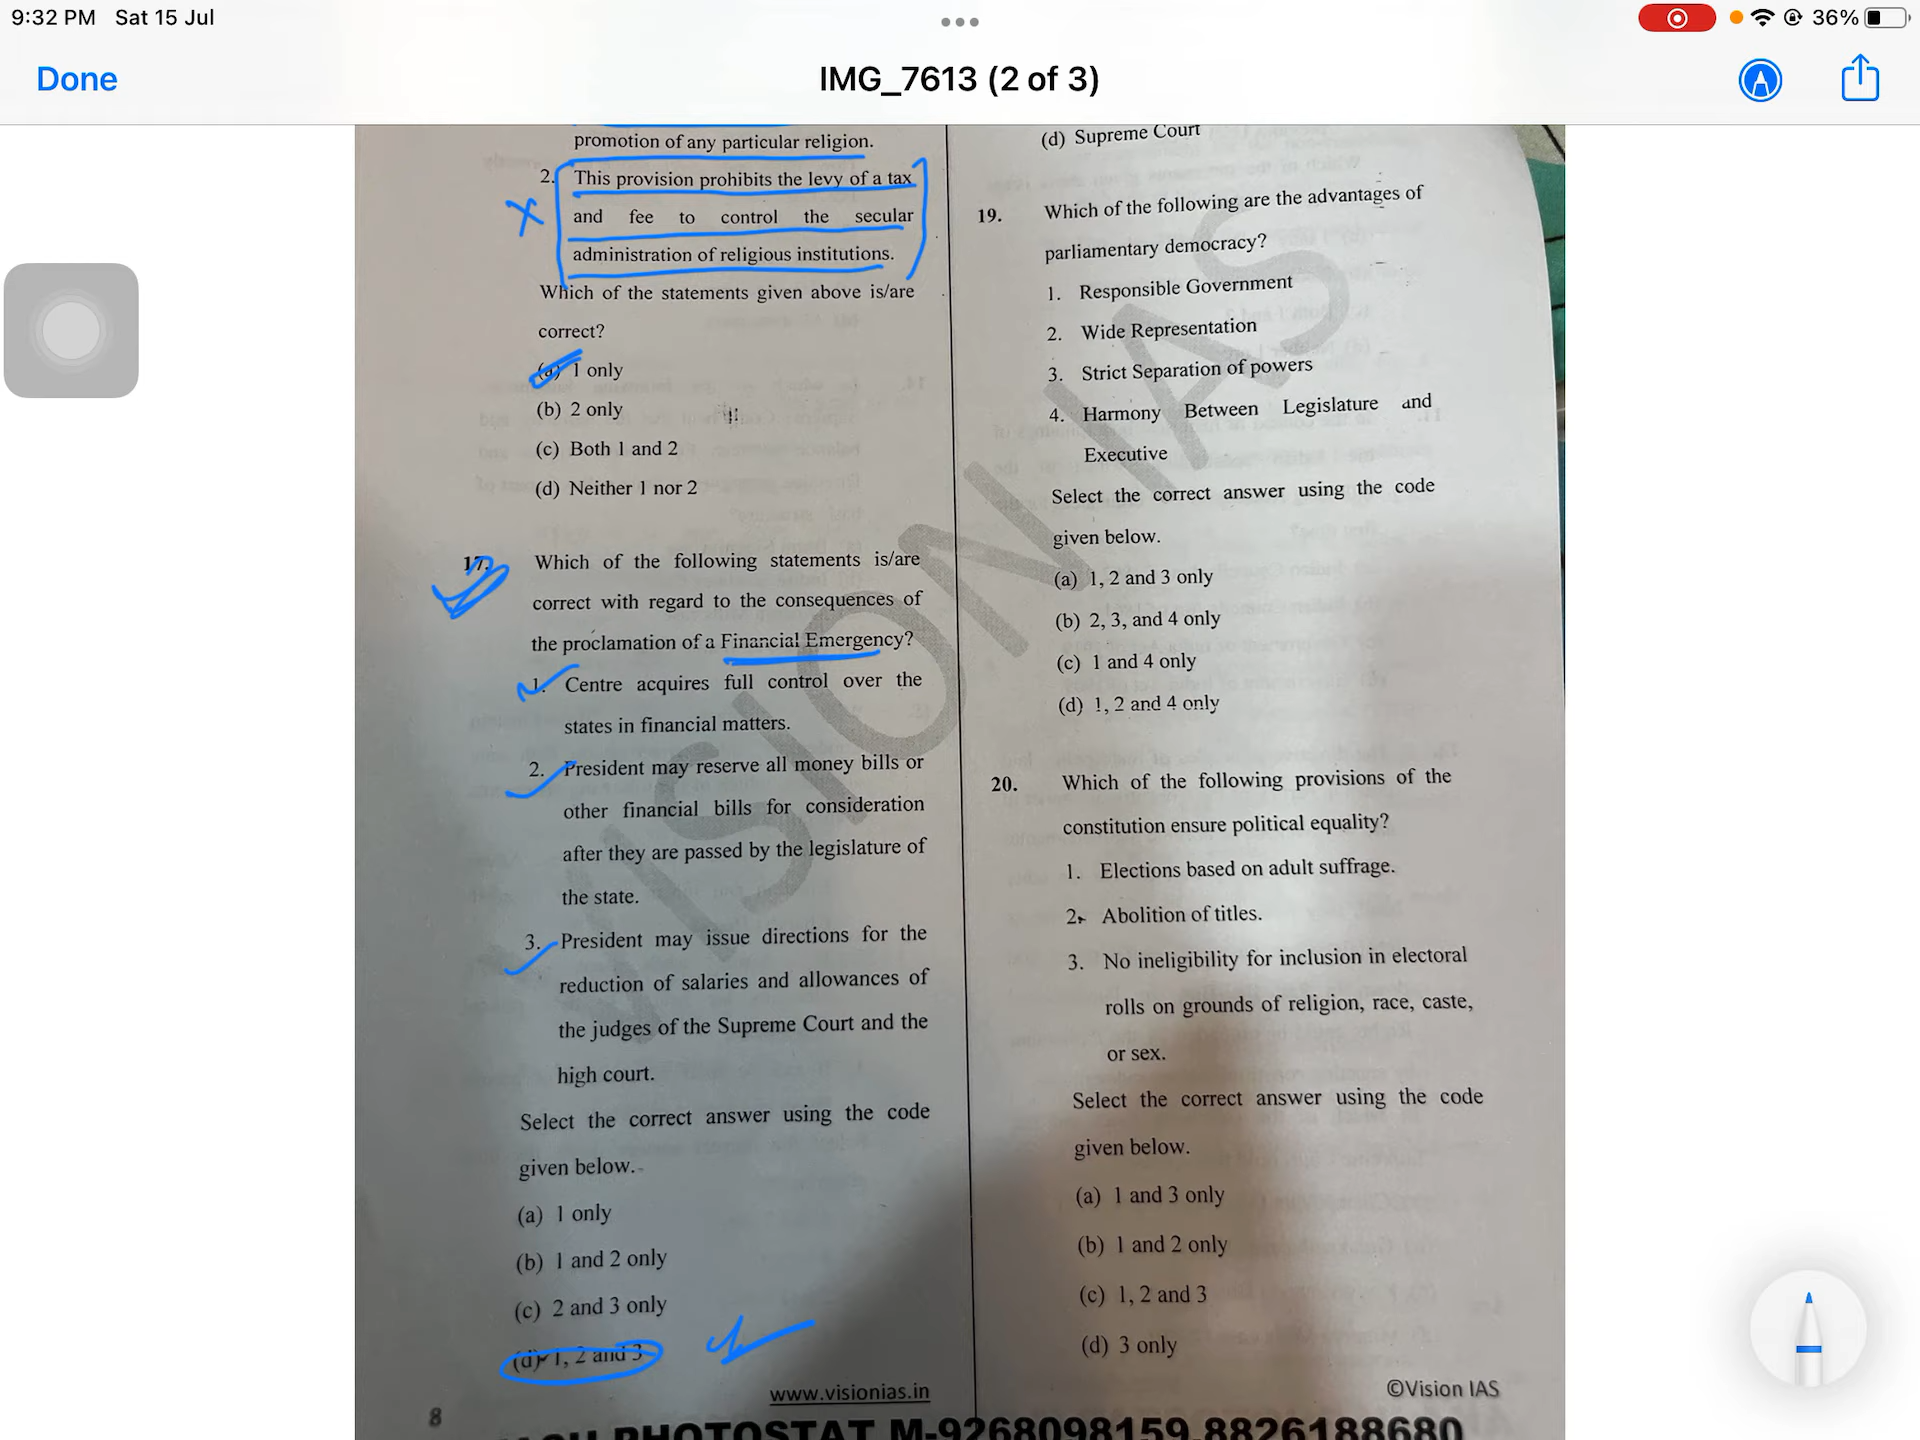 9:32 PM Sat 15 Jul
36%
Done
IMG_7613 (2 of 3)
promotion of any particular religion.
2. This provision prohibits the levy of a tax
and fee to control the secular
administration of religious institutions.
Which of the statements given above is/are
correct?
(a) 1 only
(b) 2 only
(c) Both 1 and 2
(d) Neither 1 nor 2
17. Which of the following statements is/are
correct with regard to the consequences of
the proclamation of a Financial Emergency?
1. Centre acquires full control over the
states in financial matters.
2. President may reserve all money bills or
other financial bills for consideration
after they are passed by the legislature of
the state.
3. President may issue directions for the
reduction of salaries and allowances of
the judges of the Supreme Court and the
high court.
Select the correct answer using the code
given below.
(a) 1 only
(b) 1 and 2 only
(c) 2 and 3 only
(d) 1, 2 and 3
www.visionias.in
8
(d) Supreme Court
19. Which of the following are the advantages of
parliamentary democracy?
1. Responsible Government
2. Wide Representation
3. Strict Separation of powers
4. Harmony Between Legislature and
Executive
Select the correct answer using the code
given below.
(a) 1, 2 and 3 only
(b) 2, 3, and 4 only
(c) 1 and 4 only
(d) 1, 2 and 4 only
20. Which of the following provisions of the
constitution ensure political equality?
1. Elections based on adult suffrage.
2. Abolition of titles.
3. No ineligibility for inclusion in electoral
rolls on grounds of religion, race, caste,
or sex.
Select the correct answer using the code
given below.
(a) 1 and 3 only
(b) 1 and 2 only
(c) 1, 2 and 3
(d) 3 only
©Vision IAS
VISION IAS
PHOTOSTAT M-9268098159,8826188680